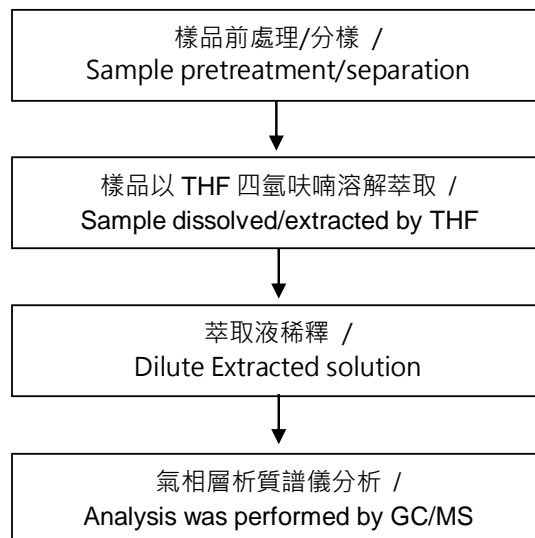 樣品前處理/分樣 /
Sample pretreatment/separation
樣品以 THF 四氫呋喃溶解萃取 /
Sample dissolved/extracted by THF
萃取液稀釋 /
Dilute Extracted solution
氣相層析質譜儀分析 /
Analysis was performed by GC/MS